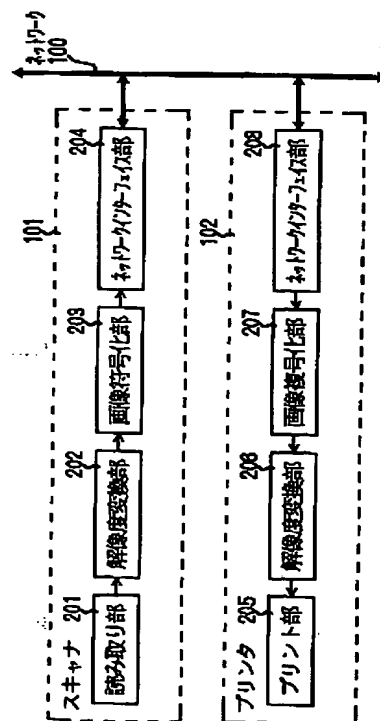 ネットワーク
100
101
スキャナ
201
読み取り部
202
解像度変換部
203
画像符号化部
204
ネットワークインターフェイス部
102
プリンタ
205
プリント部
206
解像度変換部
207
画像復号化部
208
ネットワークインターフェイス部